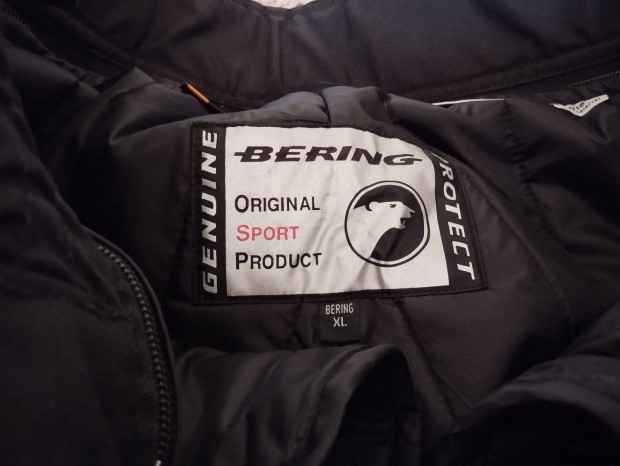 GENUINE
BERING
ORIGINAL
SPORT
PRODUCT
PROTECT
BERING
XL